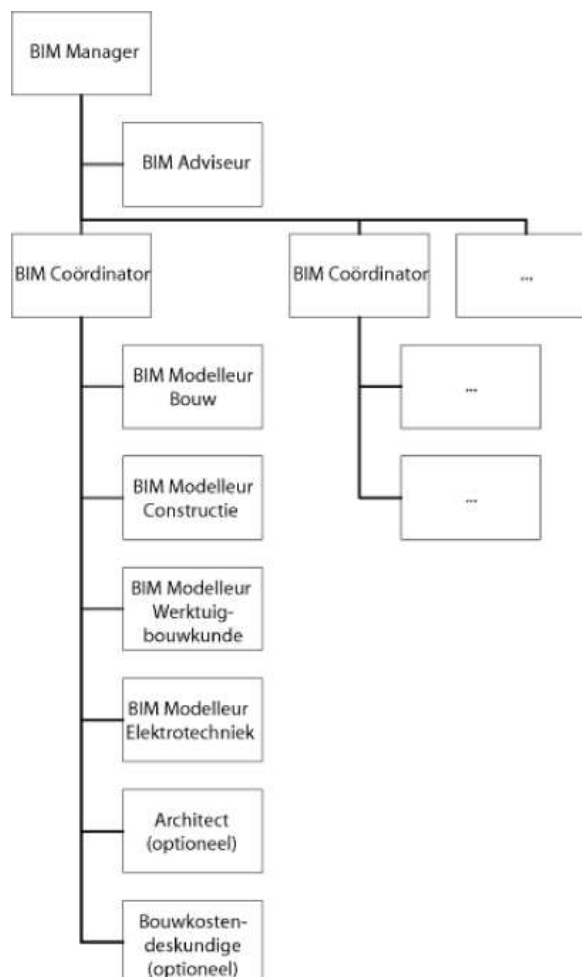 BIM Manager
BIM Adviseur
BIM Coördinator
BIM Coördinator
...
BIM Modelleur
Bouw
...
BIM Modelleur
Constructie
...
BIM Modelleur
Werktuig-
bouwkunde
BIM Modelleur
Elektrotechniek
Architect
(optioneel)
Bouwkosten-
deskundige
(optioneel)